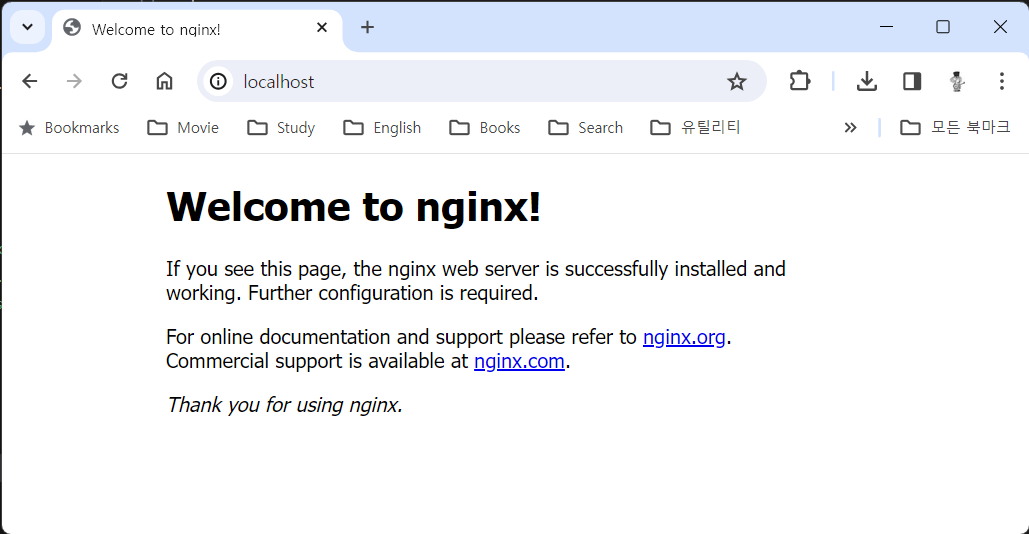 Welcome to nginx!
localhost
Bookmarks Movie Study English Books Search 유틸리티 모든 북마크
Welcome to nginx!
If you see this page, the nginx web server is successfully installed and
working. Further configuration is required.
For online documentation and support please refer to nginx.org.
Commercial support is available at nginx.com.
Thank you for using nginx.